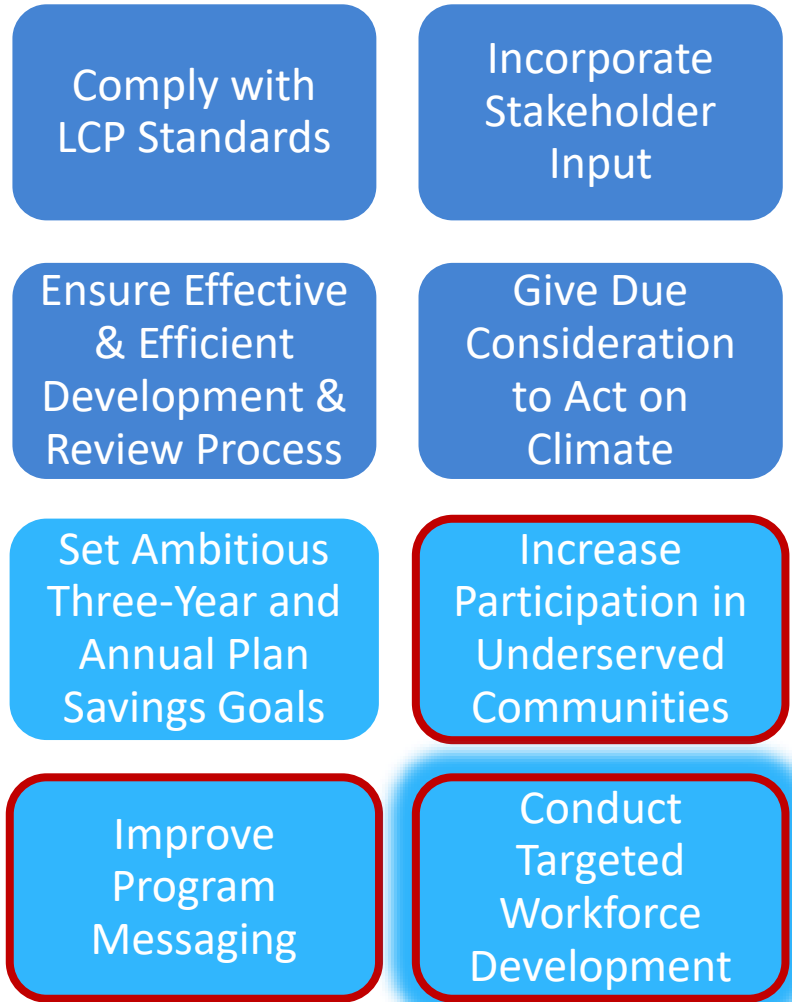 Comply with
LCP Standards
Incorporate
Stakeholder
Input
Ensure Effective
& Efficient
Development &
Review Process
Give Due
Consideration
to Act on
Climate
Set Ambitious
Three-Year and
Annual Plan
Savings Goals
Increase
Participation in
Underserved
Communities
Improve
Program
Messaging
Conduct
Targeted
Workforce
Development